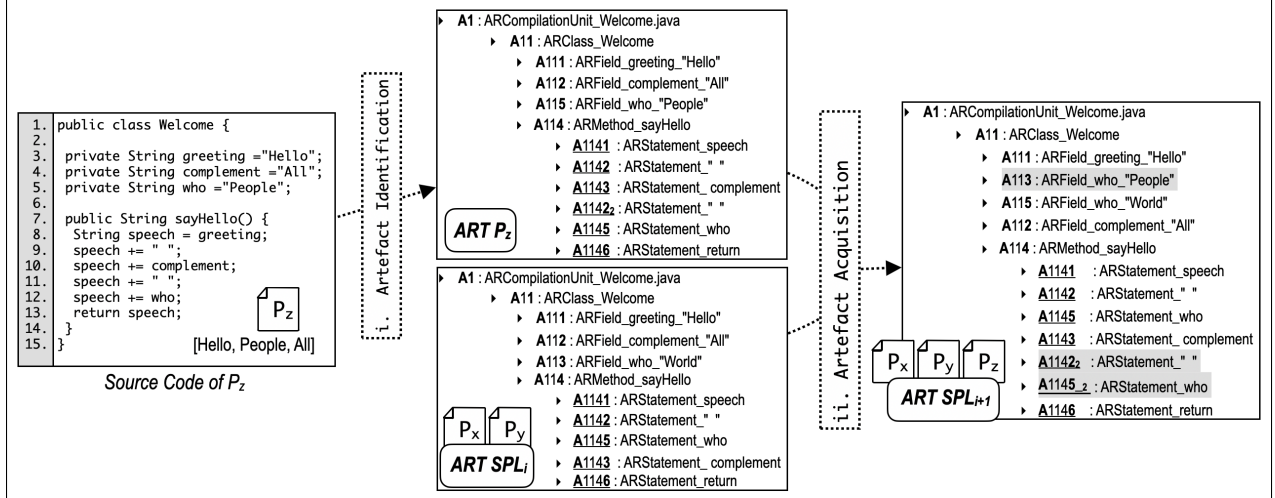 1. public class Welcome {
2.
3. private String greeting ="Hello";
4. private String complement ="All";
5. private String who ="People";
6.
7. public String sayHello() {
8. String speech = greeting;
9. speech += " ";
10. speech += complement;
11. speech += " ";
12. speech += who;
13. return speech;
14. }
15. }
Pz
[Hello, People, All]
Source Code of Pz
i. Artefact Identification
A1 : ARCompilationUnit_Welcome.java
A11 : ARClass_Welcome
A111 : ARField_greeting_"Hello"
A112 : ARField_complement_"All"
A115 : ARField_who_"People"
A114 : ARMethod_sayHello
A1141 : ARStatement_speech
A1142 : ARStatement_" "
A1143 : ARStatement_ complement
A1142₂ : ARStatement_" "
A1145 : ARStatement_who
A1146 : ARStatement_return
ART Pz
A1 : ARCompilationUnit_Welcome.java
A11 : ARClass_Welcome
A111 : ARField_greeting_"Hello"
A112 : ARField_complement_"All"
A113 : ARField_who_"World"
A114 : ARMethod_sayHello
A1141 : ARStatement_speech
A1142 : ARStatement_" "
A1145 : ARStatement_who
A1143 : ARStatement_ complement
A1146 : ARStatement_return
Px Py
ART SPLi
ii. Artefact Acquisition
A1 : ARCompilationUnit_Welcome.java
A11 : ARClass_Welcome
A111 : ARField_greeting_"Hello"
A113 : ARField_who_"People"
A115 : ARField_who_"World"
A112 : ARField_complement_"All"
A114 : ARMethod_sayHello
A1141 : ARStatement_speech
A1142 : ARStatement_" "
A1145 : ARStatement_who
A1143 : ARStatement_ complement
A1142₂ : ARStatement_" "
A1145_₂ : ARStatement_who
A1146 : ARStatement_return
Px Py Pz
ART SPLi+1